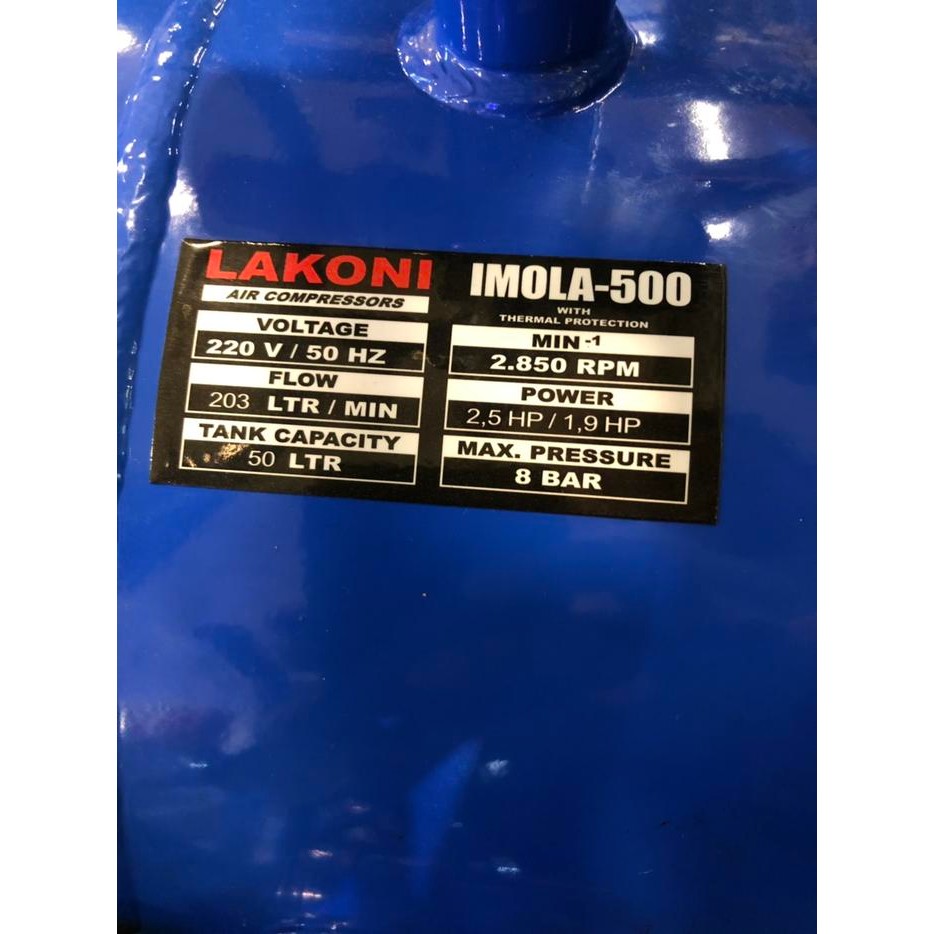 LAKONI
AIR COMPRESSORS
VOLTAGE
220 V / 50 HZ
FLOW
203 LTR / MIN
TANK CAPACITY
50 LTR
IMOLA-500
WITH
THERMAL PROTECTION
MIN -1
2.850 RPM
POWER
2,5 HP / 1,9 HP
MAX. PRESSURE
8 BAR